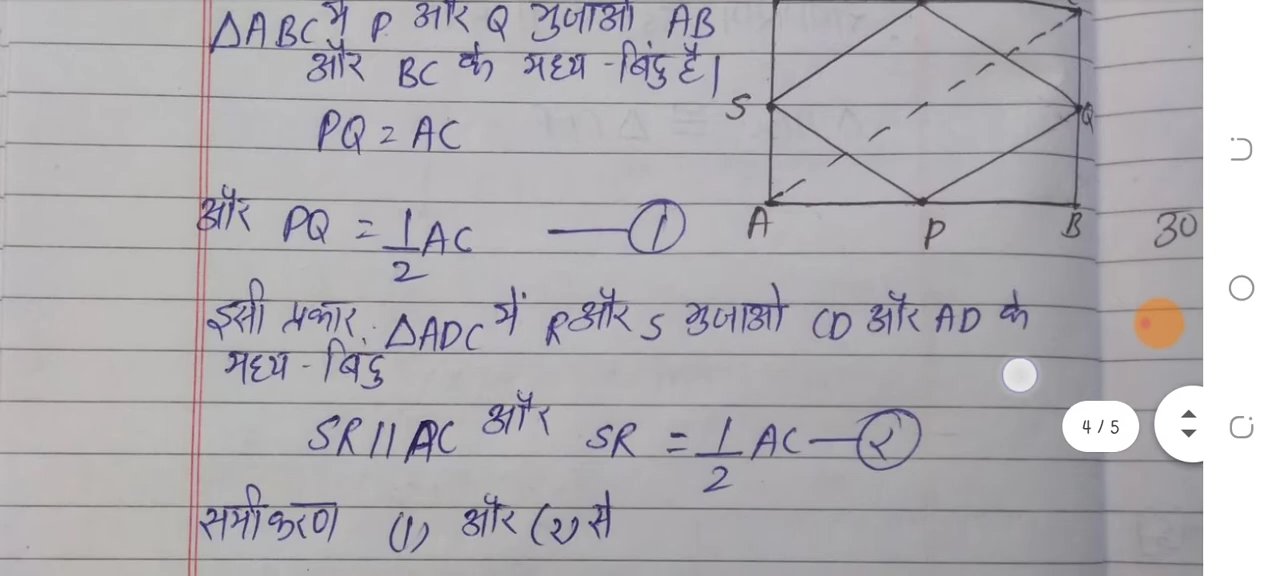 ΔABC में P और Q भुजाओ AB
और BC के मध्य-बिंदु है।
PQ = AC
और PQ = 1/2 AC —— ①
इसी प्रकार, ΔADC में R और S भुजाओ CD और AD के
मध्य-बिंदु
SR || AC और SR = 1/2 AC — ②
समीकरण (1) और (2) से
S
Q
A P B
30
4 / 5